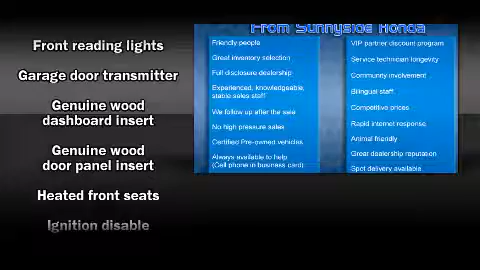 Front reading lights
Garage door transmitter
Genuine wood
dashboard insert
Genuine wood
door panel insert
Heated front seats
Ignition disable
From Sunnyside Honda
Friendly people
Great inventory selection
Full disclosure dealership
Experienced, knowledgeable,
stable sales staff
We follow up after the sale
No high pressure sales
Certified Pre-owned vehicles
Always available to help
(Cell phone in business card)
VIP partner discount program
Service technician longevity
Community involvement
Bilingual staff
Competitive prices
Rapid internet response
Animal friendly
Great dealership reputation
Spot delivery available